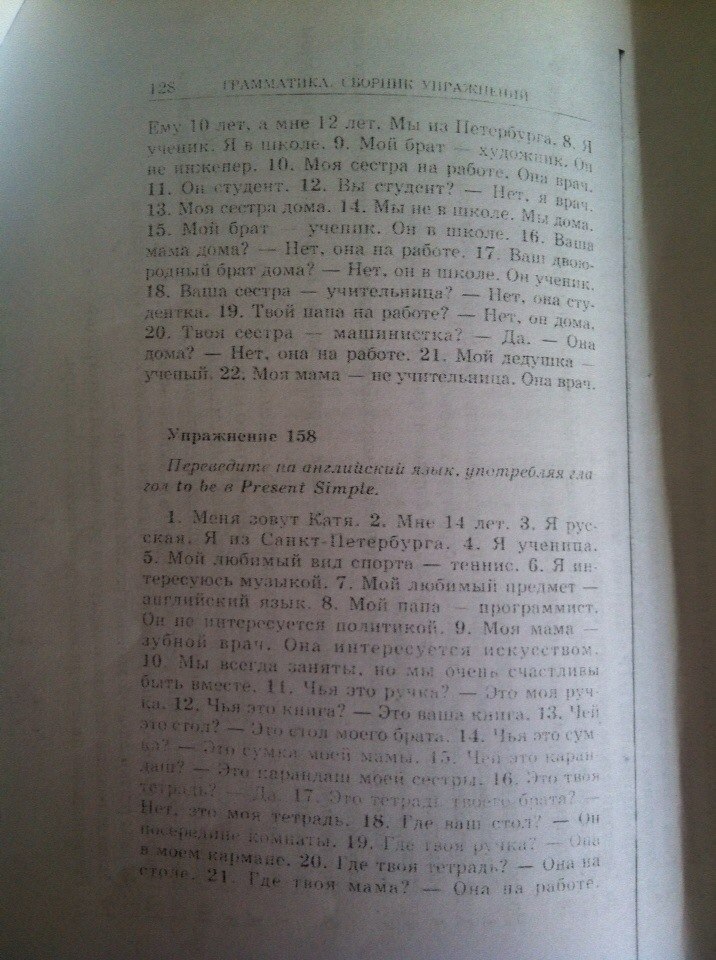 128 ГРАММАТИКА. СБОРНИК УПРАЖНЕНИЙ
Ему 10 лет, а мне 12 лет. Мы из Петербурга. 8. Я
ученик. Я в школе. 9. Мой брат — художник. Он
не инженер. 10. Моя сестра на работе. Она врач.
11. Он студент. 12. Вы студент? — Нет, я врач.
13. Моя сестра дома. 14. Мы не в школе. Мы дома.
15. Мой брат — ученик. Он в школе. 16. Ваша
мама дома? — Нет, она на работе. 17. Ваш двою-
родный брат дома? — Нет, он в школе. Он ученик.
18. Ваша сестра — учительница? — Нет, она сту-
дентка. 19. Твой папа на работе? — Нет, он дома.
20. Твоя сестра — машинистка? — Да. — Она
дома? — Нет, она на работе. 21. Мой дедушка —
ученый. 22. Моя мама — не учительница. Она врач.
Упражнение 158
Переведите на английский язык, употребляя гла
гол to be в Present Simple.
1. Меня зовут Катя. 2. Мне 14 лет. 3. Я рус-
ская. Я из Санкт-Петербурга. 4. Я ученица.
5. Мой любимый вид спорта — теннис. 6. Я ин-
тересуюсь музыкой. 7. Мой любимый предмет —
английский язык. 8. Мой папа — программист.
Он не интересуется политикой. 9. Моя мама —
зубной врач. Она интересуется искусством.
10. Мы всегда заняты, но мы очень счастливы
быть вместе. 11. Чья это ручка? — Это моя руч-
ка. 12. Чья это книга? — Это ваша книга. 13. Чей
это стол? — Это стол моего брата. 14. Чья это сум-
ка? — Это сумка моей мамы. 15. Чей это каран-
даш? — Это карандаш моей сестры. 16. Это твоя
тетрадь? — Да. 17. Это тетрадь твоего брата? —
Нет, это моя тетрадь. 18. Где ваш стол? — Он
посередине комнаты. 19. Где твоя ручка? — Она
в моем кармане. 20. Где твоя тетрадь? — Она на
столе. 21. Где твоя мама? — Она на работе.